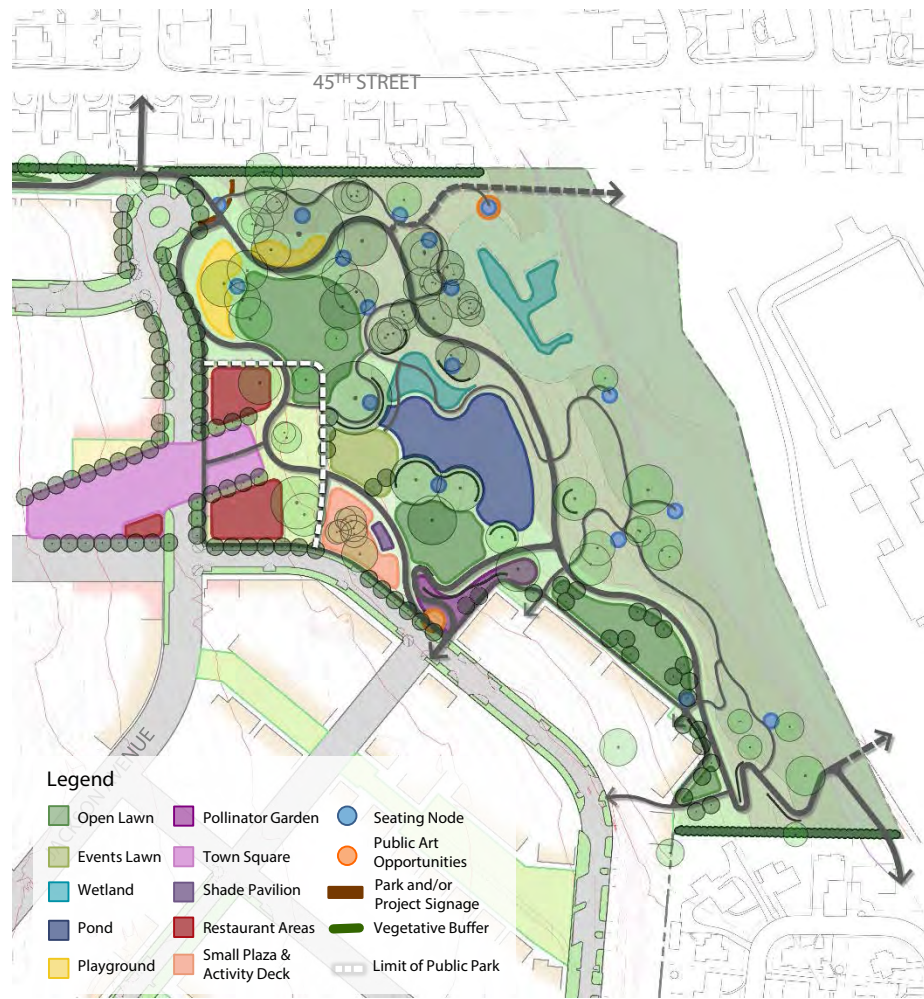 45TH STREET
JACKSON AVENUE
Legend
Open Lawn
Events Lawn
Wetland
Pond
Playground
Pollinator Garden
Town Square
Shade Pavilion
Restaurant Areas
Small Plaza &
Activity Deck
Seating Node
Public Art
Opportunities
Park and/or
Project Signage
Vegetative Buffer
Limit of Public Park